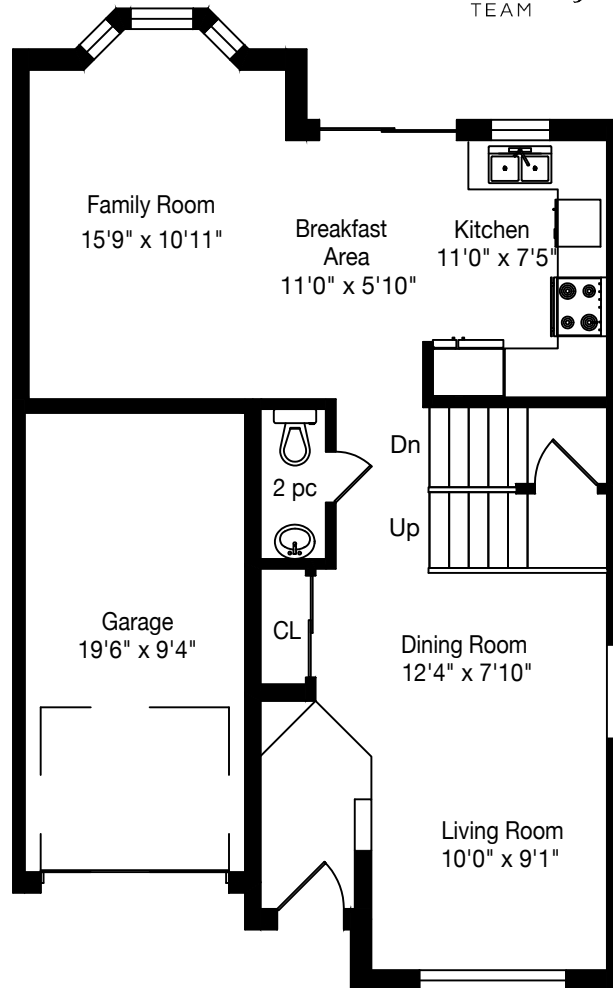 TEAM
Family Room
15'9" x 10'11"
Breakfast
Area
11'0" x 5'10"
Kitchen
11'0" x 7'5"
Dn
2 pc
Up
CL
Garage
19'6" x 9'4"
Dining Room
12'4" x 7'10"
Living Room
10'0" x 9'1"